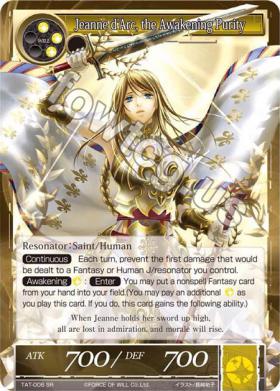 Jeanne d'Arc, the Awakening Purity
fowtcg.us
Resonator: Saint/Human
Continuous Each turn, prevent the first damage that would
be dealt to a Fantasy or Human J/resonator you control.
Awakening : Enter You may put a nonspell Fantasy card
from your hand into your field.(You may pay an additional as
you play this card. If you do, this card gains the following ability.)
When Jeanne holds her sword up high,
all are lost in admiration, and morale will rise.
ATK 700 / DEF 700
TAT-006 SR ©FORCE OF WILL Co.,Ltd.